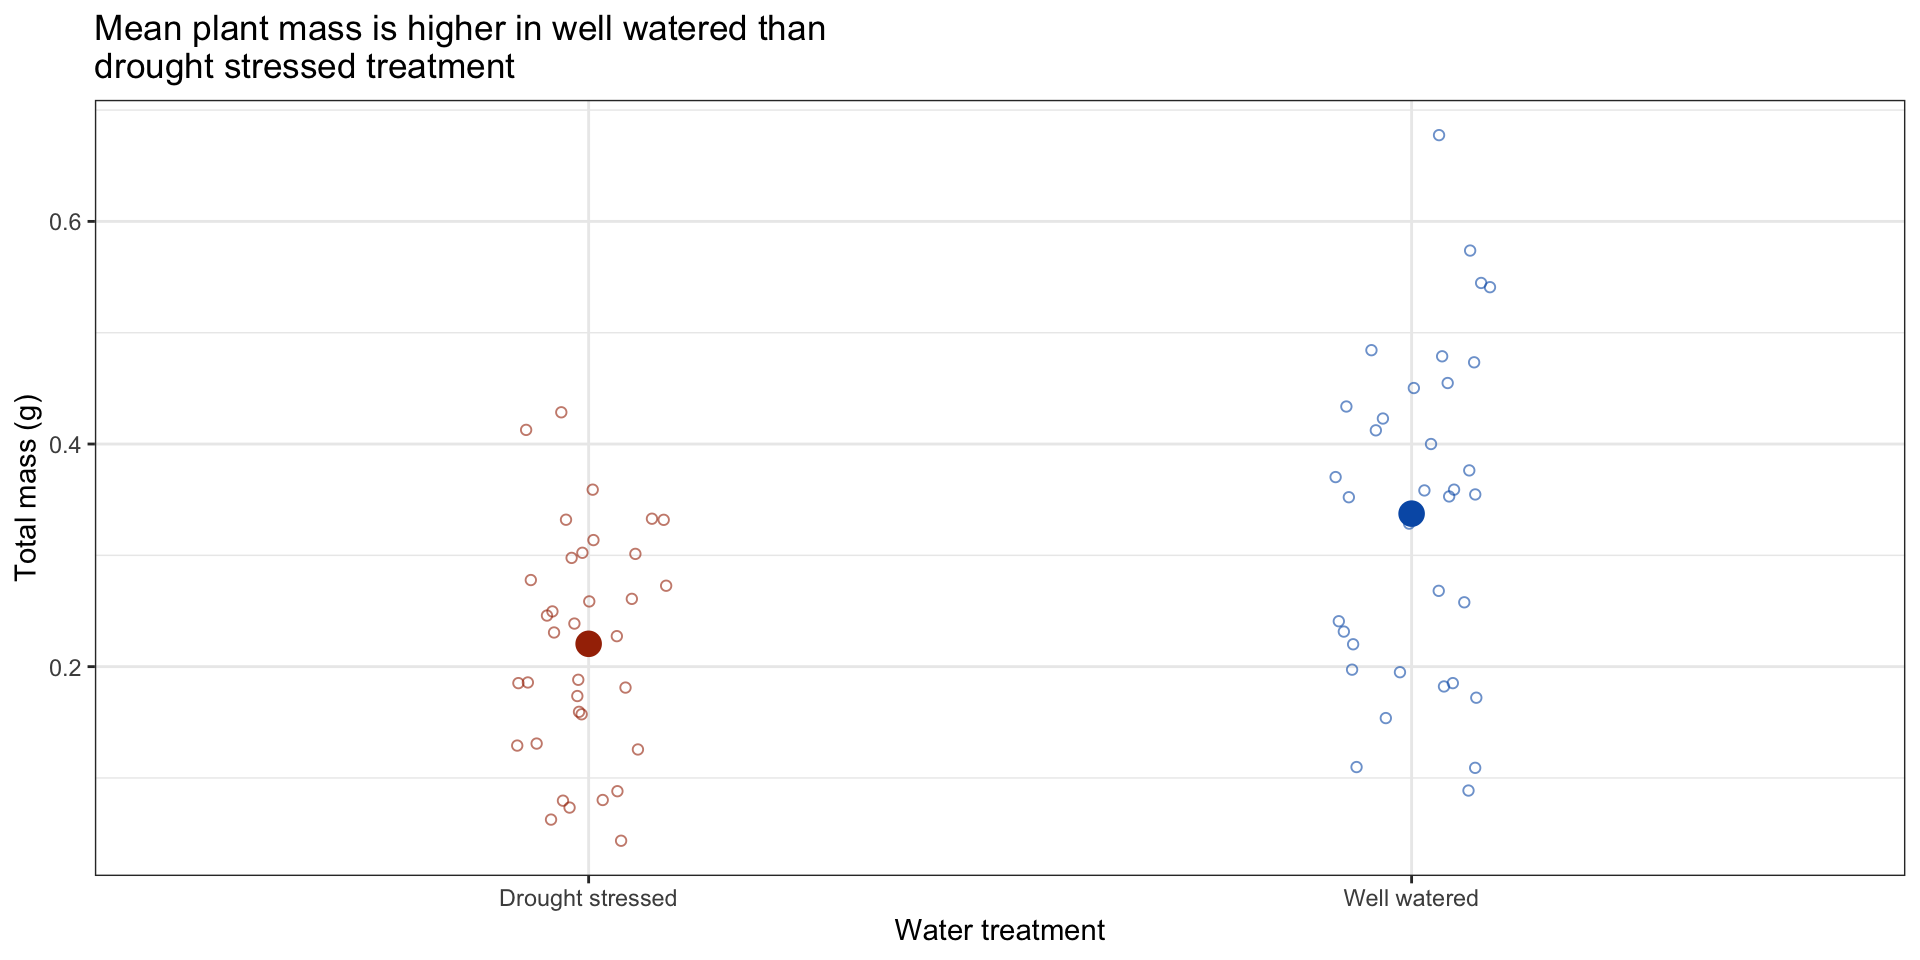 Mean plant mass is higher in well watered than
drought stressed treatment
Total mass (g)
0.6
0.4
0.2
Drought stressed
Well watered
Water treatment